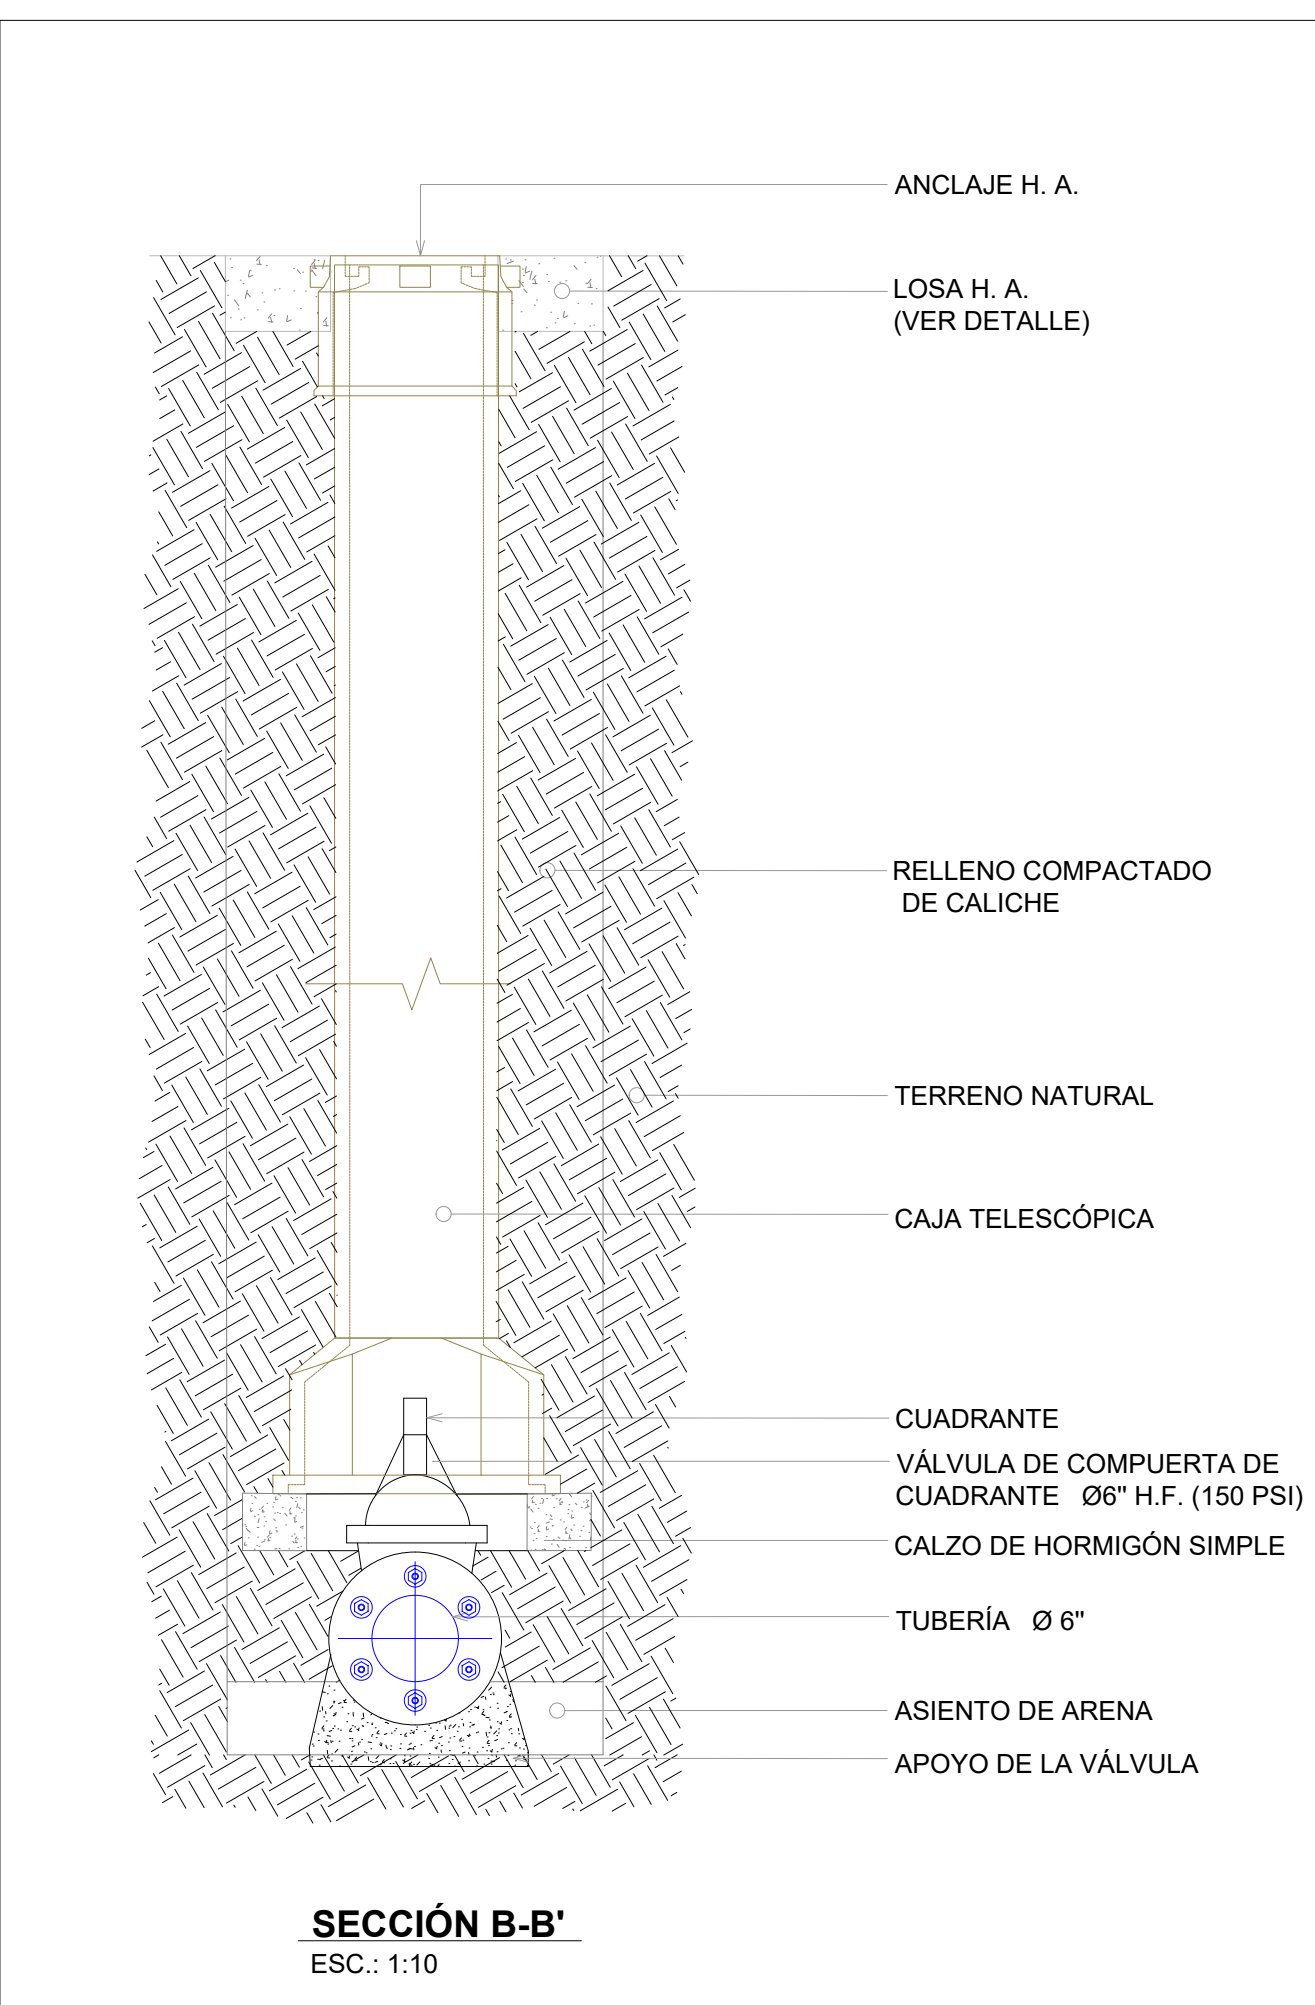 ANCLAJE H. A.
LOSA H. A.
(VER DETALLE)
RELLENO COMPACTADO
DE CALICHE
TERRENO NATURAL
CAJA TELESCÓPICA
CUADRANTE
VÁLVULA DE COMPUERTA DE
CUADRANTE Ø6" H.F. (150 PSI)
CALZO DE HORMIGÓN SIMPLE
TUBERÍA Ø 6"
ASIENTO DE ARENA
APOYO DE LA VÁLVULA
SECCIÓN B-B'
ESC.: 1:10